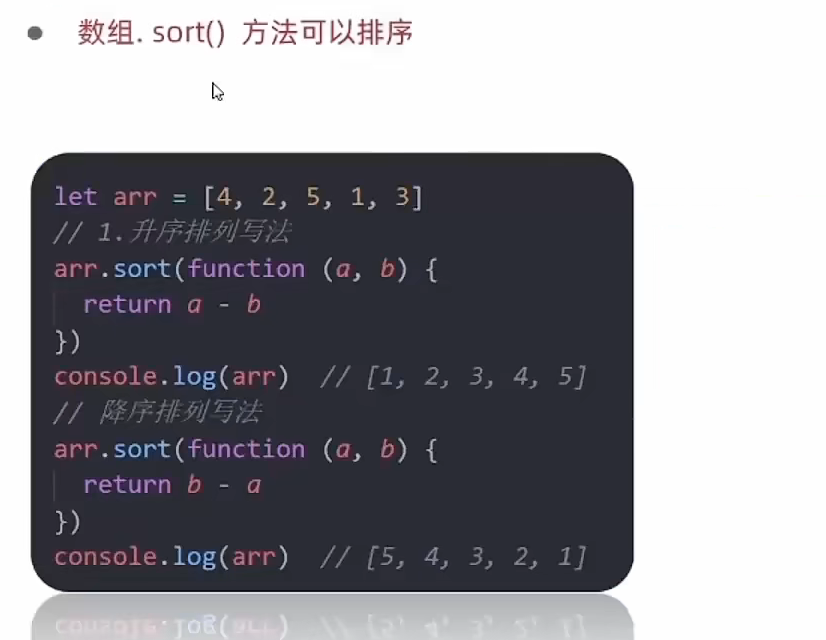 数组. sort() 方法可以排序
let arr = [4, 2, 5, 1, 3]
// 1.升序排列写法
arr.sort(function (a, b) {
  return a - b
})
console.log(arr)  // [1, 2, 3, 4, 5]
// 降序排列写法
arr.sort(function (a, b) {
  return b - a
})
console.log(arr)  // [5, 4, 3, 2, 1]